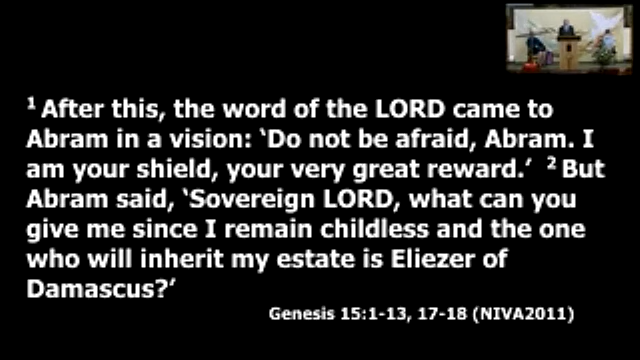 ¹ After this, the word of the LORD came to
Abram in a vision: ‘Do not be afraid, Abram. I
am your shield, your very great reward.’ ² But
Abram said, ‘Sovereign LORD, what can you
give me since I remain childless and the one
who will inherit my estate is Eliezer of
Damascus?’
Genesis 15:1-13, 17-18 (NIVA2011)